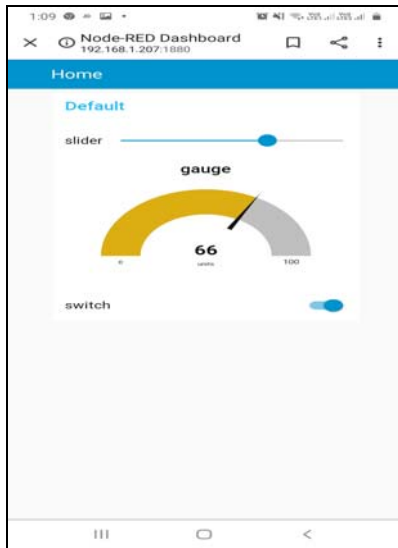 1:09
Node-RED Dashboard
192.168.1.207:1880
Home
Default
slider
gauge
66
units
0 100
switch